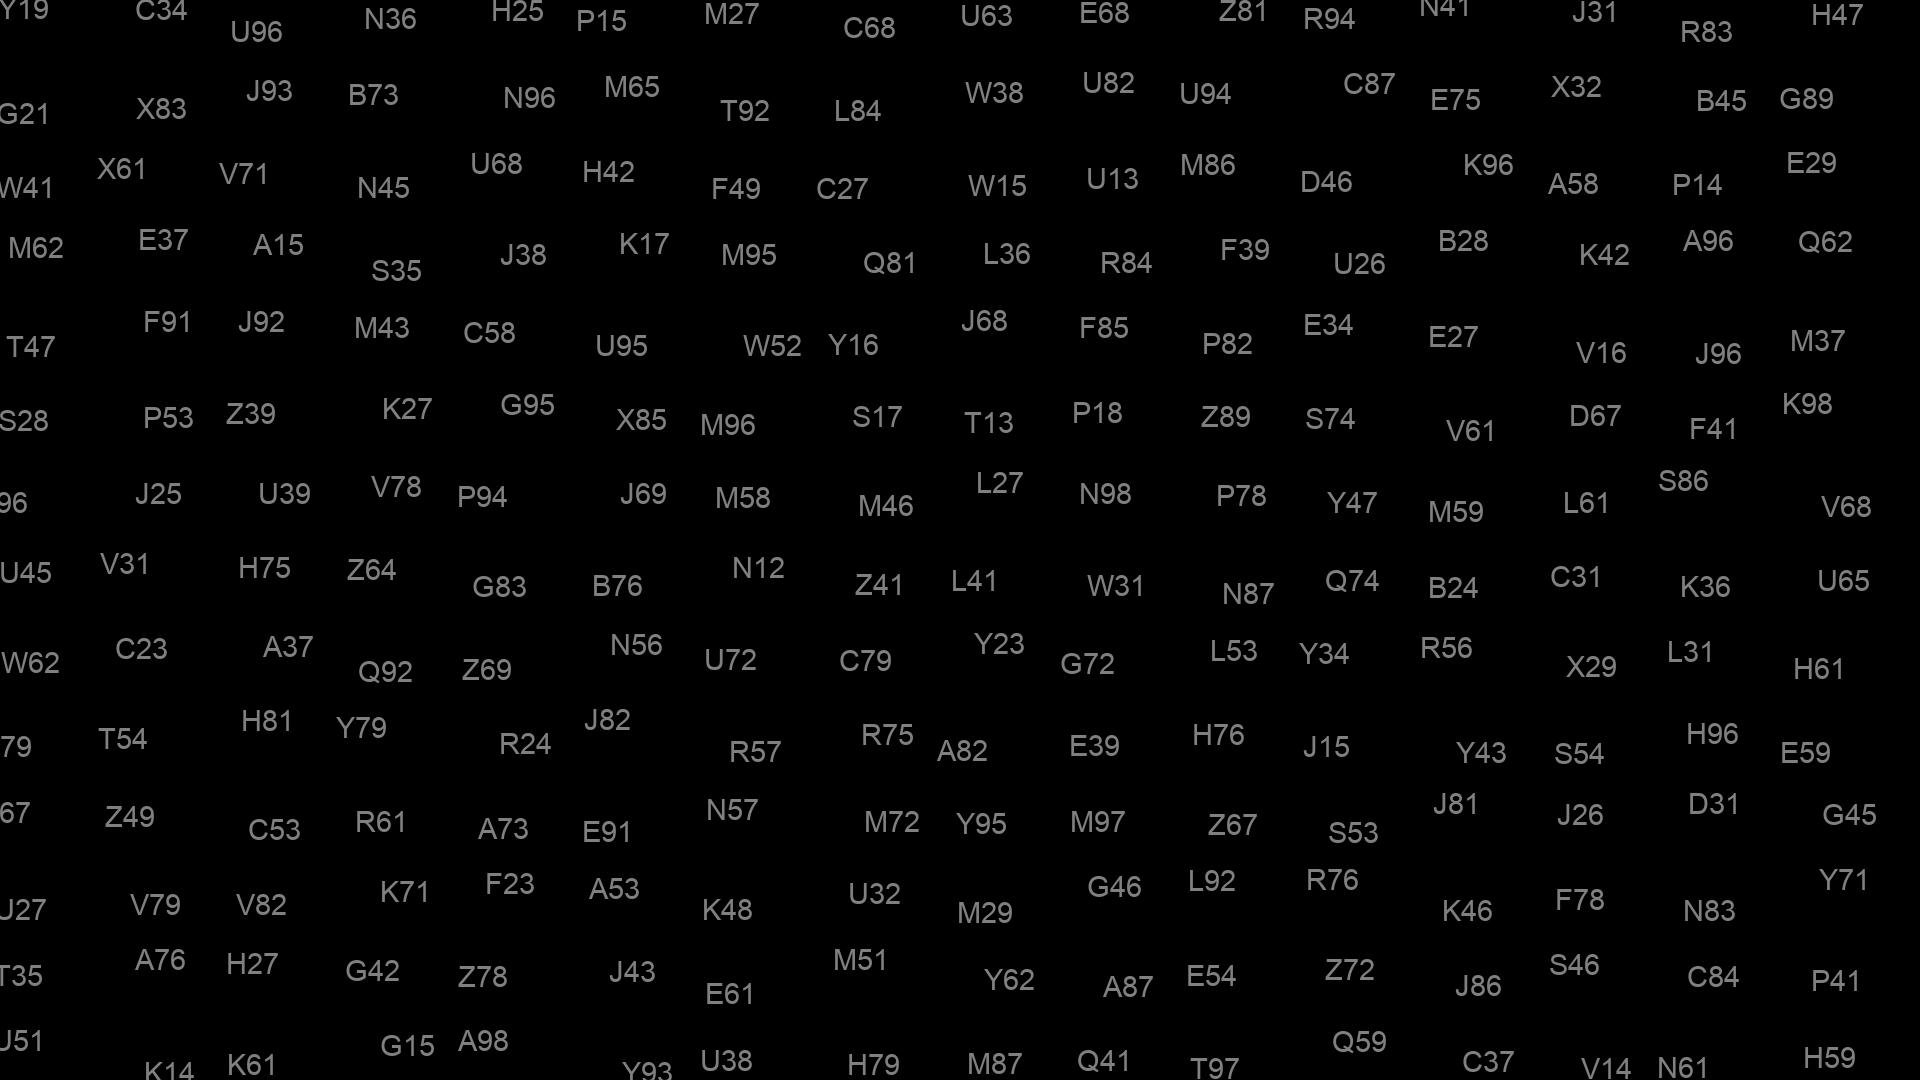 Y19 C34 U96 N36 H25 P15 M27 C68 U63 E68 Z81 R94 N41 J31 R83 H47
G21 X83 J93 B73 N96 M65 T92 L84 W38 U82 U94 C87 E75 X32 B45 G89
W41 X61 V71 N45 U68 H42 F49 C27 W15 U13 M86 D46 K96 A58 P14 E29
M62 E37 A15 S35 J38 K17 M95 Q81 L36 R84 F39 U26 B28 K42 A96 Q62
T47 F91 J92 M43 C58 U95 W52 Y16 J68 F85 P82 E34 E27 V16 J96 M37
S28 P53 Z39 K27 G95 X85 M96 S17 T13 P18 Z89 S74 V61 D67 F41 K98
96 J25 U39 V78 P94 J69 M58 M46 L27 N98 P78 Y47 M59 L61 S86 V68
U45 V31 H75 Z64 G83 B76 N12 Z41 L41 W31 N87 Q74 B24 C31 K36 U65
W62 C23 A37 Q92 Z69 N56 U72 C79 Y23 G72 L53 Y34 R56 X29 L31 H61
79 T54 H81 Y79 R24 J82 R57 R75 A82 E39 H76 J15 Y43 S54 H96 E59
67 Z49 C53 R61 A73 E91 N57 M72 Y95 M97 Z67 S53 J81 J26 D31 G45
U27 V79 V82 K71 F23 A53 K48 U32 M29 G46 L92 R76 K46 F78 N83 Y71
T35 A76 H27 G42 Z78 J43 E61 M51 Y62 A87 E54 Z72 J86 S46 C84 P41
U51 K14 K61 G15 A98 Y93 U38 H79 M87 Q41 T97 Q59 C37 V14 N61 H59